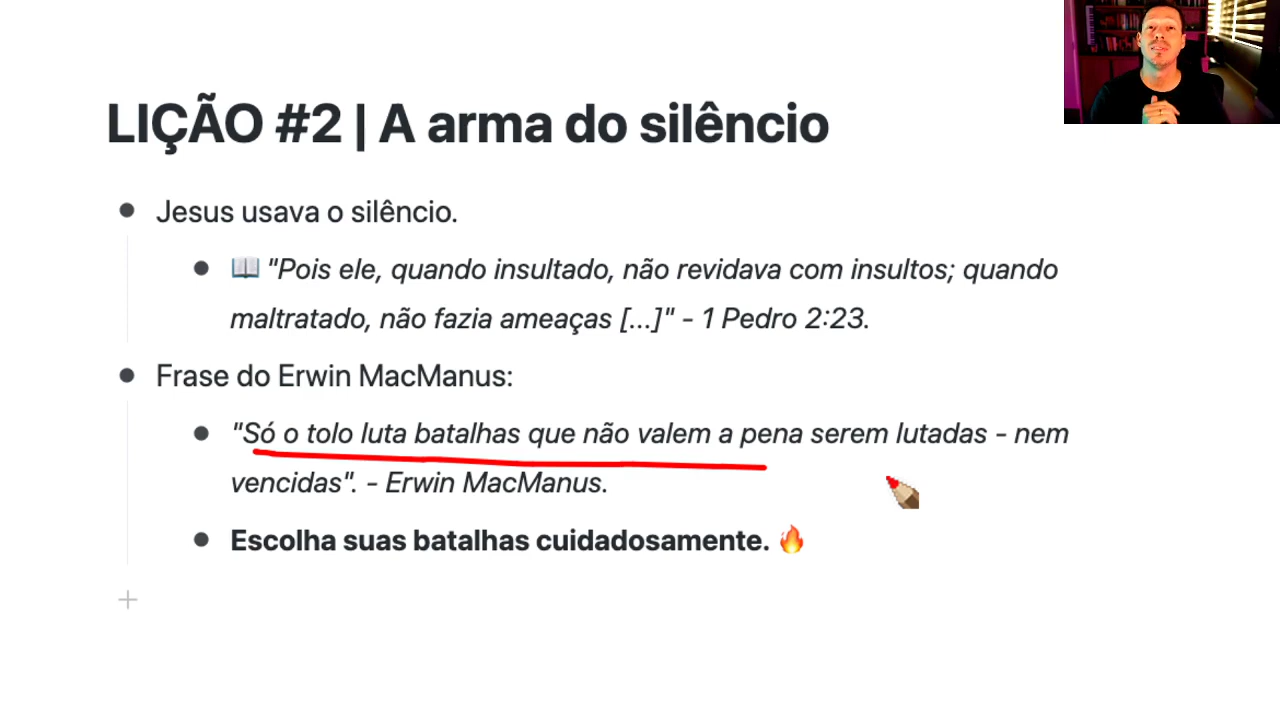 LIÇÃO #2 | A arma do silêncio
Jesus usava o silêncio.
📖 "Pois ele, quando insultado, não revidava com insultos; quando
maltratado, não fazia ameaças [...]" - 1 Pedro 2:23.
Frase do Erwin MacManus:
"Só o tolo luta batalhas que não valem a pena serem lutadas - nem
vencidas". - Erwin MacManus.
Escolha suas batalhas cuidadosamente. 🔥